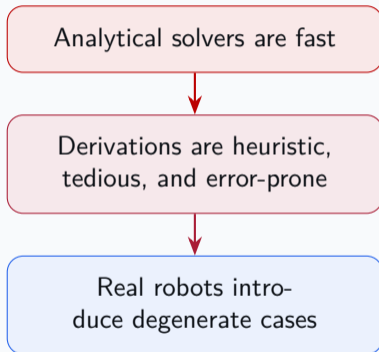 Analytical solvers are fast
Derivations are heuristic,
tedious, and error-prone
Real robots intro-
duce degenerate cases